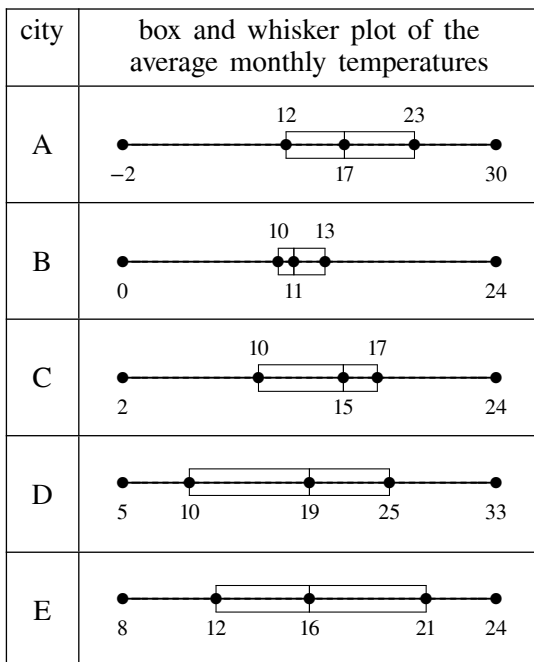 city
box and whisker plot of the
average monthly temperatures
A
12 23
−2 17 30
B
10 13
0 11 24
C
10 17
2 15 24
D
5 10 19 25 33
E
8 12 16 21 24